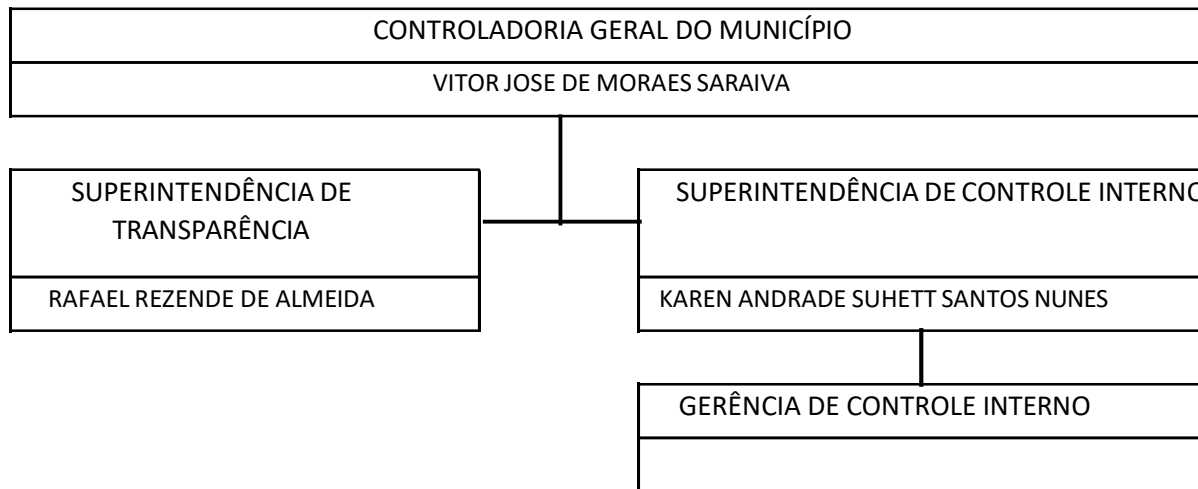 CONTROLADORIA GERAL DO MUNICÍPIO
VITOR JOSE DE MORAES SARAIVA
SUPERINTENDÊNCIA DE
TRANSPARÊNCIA
RAFAEL REZENDE DE ALMEIDA
SUPERINTENDÊNCIA DE CONTROLE INTERNO
KAREN ANDRADE SUHETT SANTOS NUNES
GERÊNCIA DE CONTROLE INTERNO